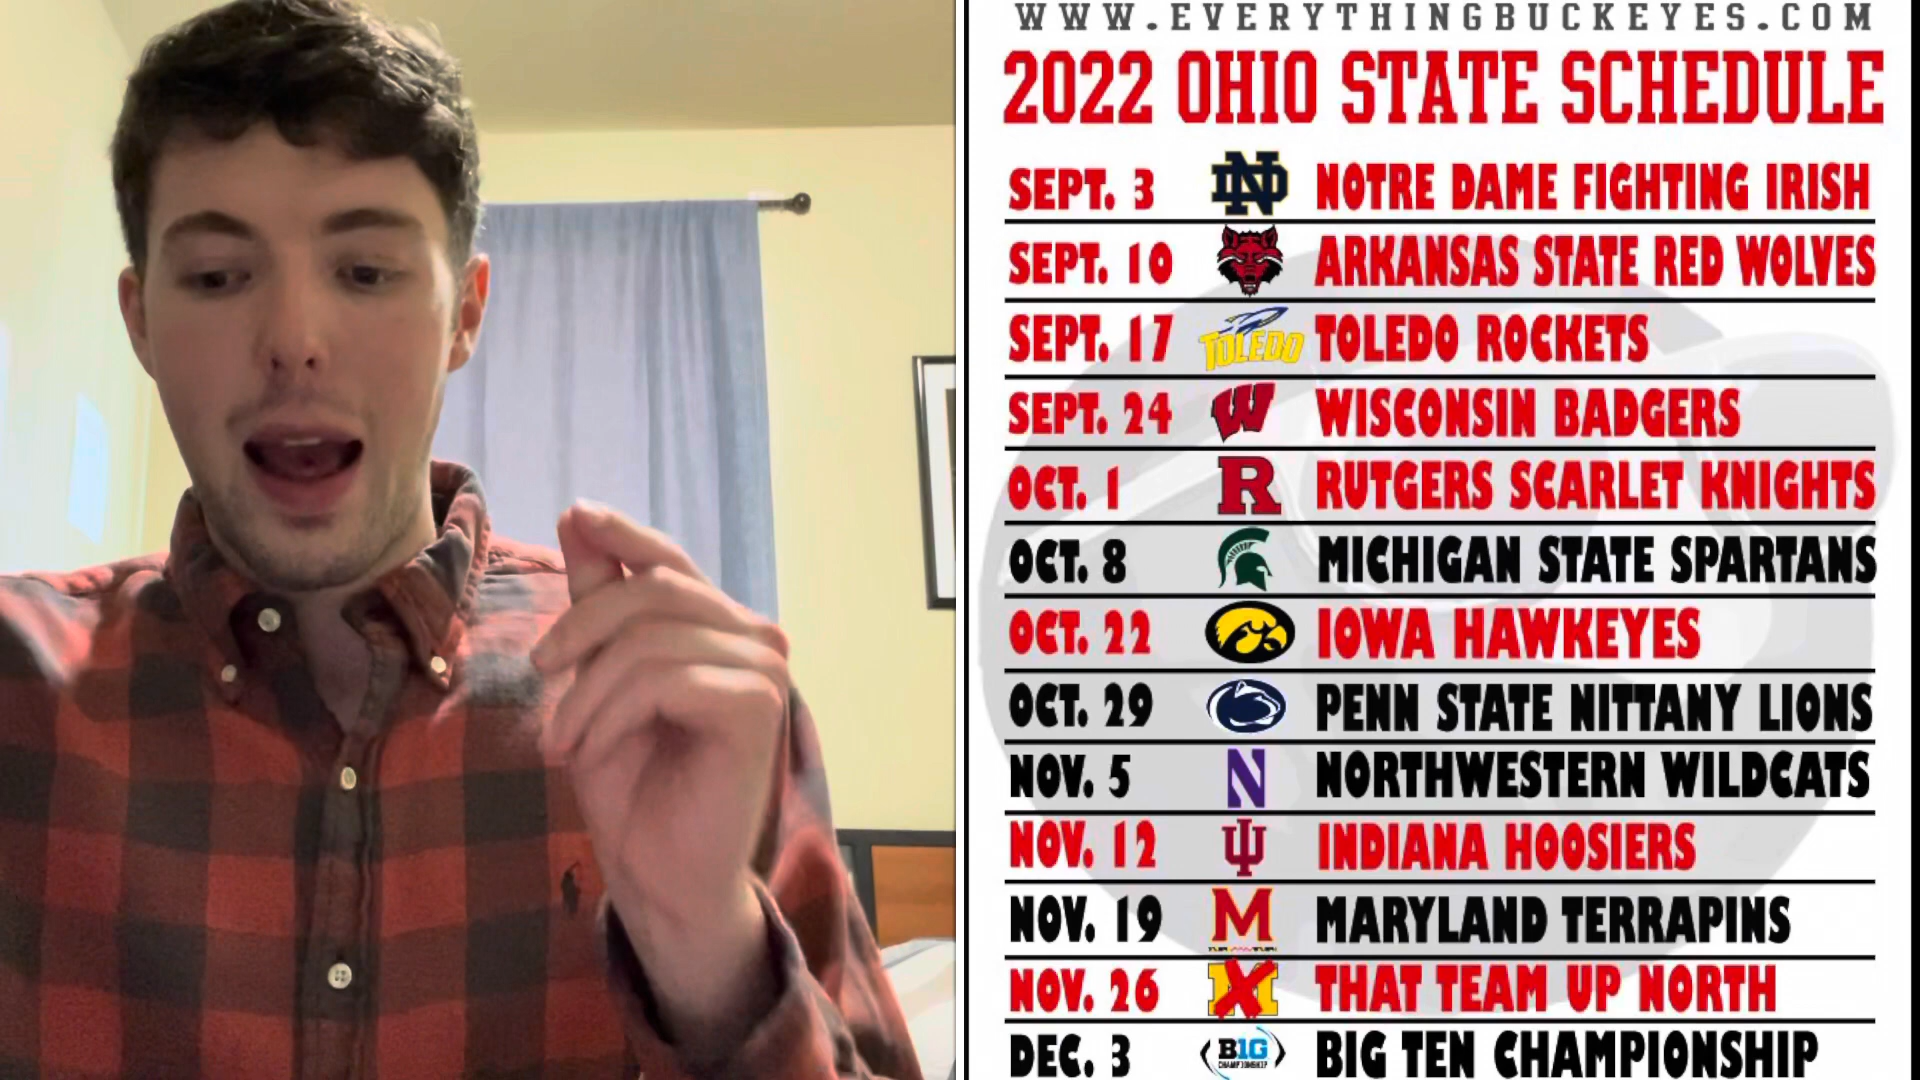 WWW.EVERYTHINGBUCKEYES.COM
2022 OHIO STATE SCHEDULE
SEPT. 3 ND NOTRE DAME FIGHTING IRISH
SEPT. 10 ARKANSAS STATE RED WOLVES
SEPT. 17 TOLEDO TOLEDO ROCKETS
SEPT. 24 W WISCONSIN BADGERS
OCT. 1 R RUTGERS SCARLET KNIGHTS
OCT. 8 MICHIGAN STATE SPARTANS
OCT. 22 IOWA HAWKEYES
OCT. 29 PENN STATE NITTANY LIONS
NOV. 5 N NORTHWESTERN WILDCATS
NOV. 12 IU INDIANA HOOSIERS
NOV. 19 M MARYLAND TERRAPINS
NOV. 26 THAT TEAM UP NORTH
DEC. 3 B1G CHAMPIONSHIP BIG TEN CHAMPIONSHIP